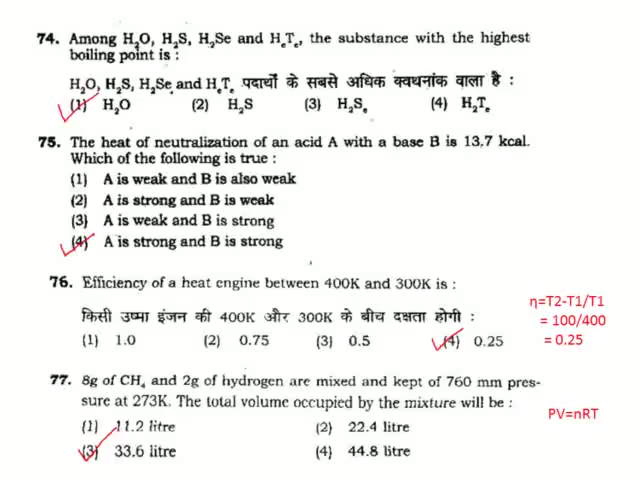 74. Among H₂O, H₂S, H₂Se and HₑTₑ, the substance with the highest
boiling point is :
H₂O, H₂S, H₂Se and HₑTₑ पदार्थों के सबसे अधिक क्वथनांक वाला है :
(1) H₂O (2) H₂S (3) H₂Sₑ (4) H₂Tₑ
75. The heat of neutralization of an acid A with a base B is 13.7 kcal.
Which of the following is true :
(1) A is weak and B is also weak
(2) A is strong and B is weak
(3) A is weak and B is strong
(4) A is strong and B is strong
76. Efficiency of a heat engine between 400K and 300K is :
किसी उष्मा इंजन की 400K और 300K के बीच दक्षता होगी :
(1) 1.0 (2) 0.75 (3) 0.5 (4) 0.25
η=T2-T1/T1
= 100/400
= 0.25
77. 8g of CH₄ and 2g of hydrogen are mixed and kept of 760 mm pres-
sure at 273K. The total volume occupied by the mixture will be :
(1) 11.2 litre (2) 22.4 litre
(3) 33.6 litre (4) 44.8 litre
PV=nRT